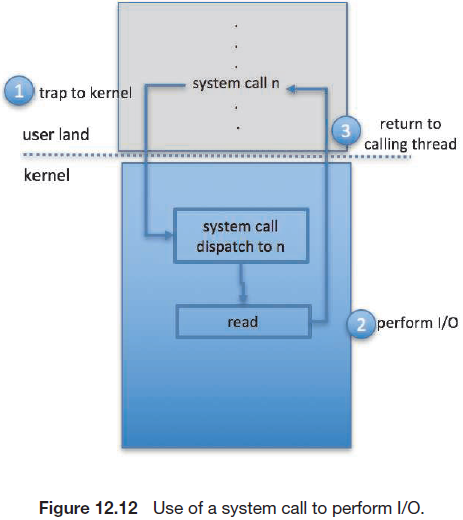 system call n
1
trap to kernel
3
return to
calling thread
user land
kernel
system call
dispatch to n
read
2
perform I/O
Figure 12.12 Use of a system call to perform I/O.